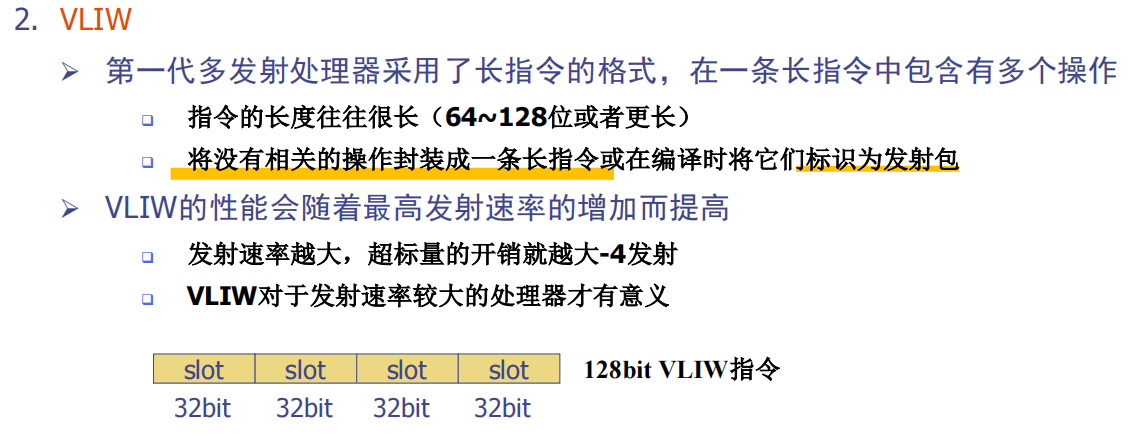 2. VLIW
➢ 第一代多发射处理器采用了长指令的格式，在一条长指令中包含有多个操作
❑ 指令的长度往往很长（64~128位或者更长）
❑ 将没有相关的操作封装成一条长指令或在编译时将它们标识为发射包
➢ VLIW的性能会随着最高发射速率的增加而提高
❑ 发射速率越大，超标量的开销就越大-4发射
❑ VLIW对于发射速率较大的处理器才有意义
slot slot slot slot 128bit VLIW指令
32bit 32bit 32bit 32bit